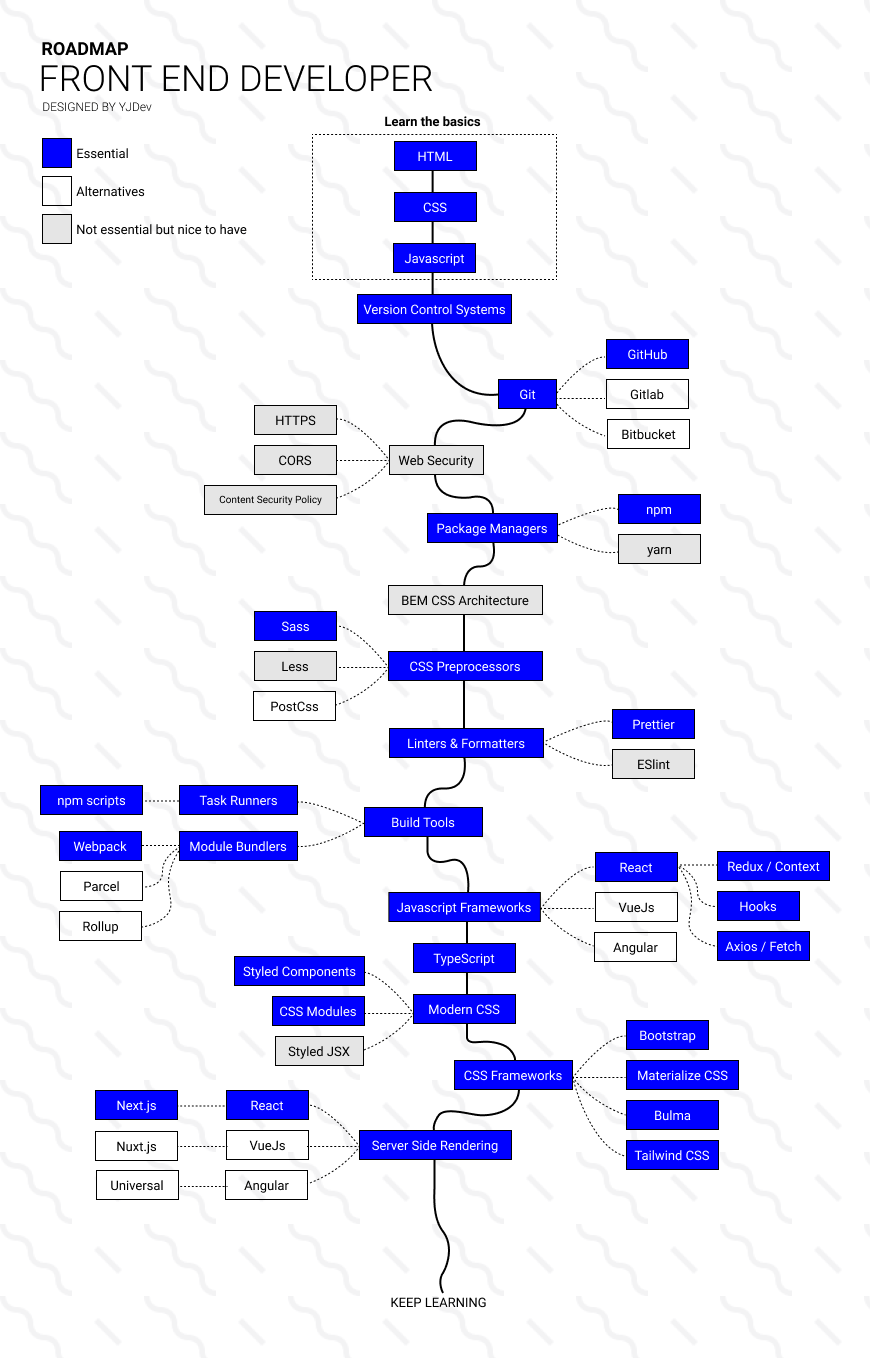 ROADMAP
FRONT END DEVELOPER
DESIGNED BY YJDev
Essential
Alternatives
Not essential but nice to have
Learn the basics
HTML
CSS
Javascript
Version Control Systems
Git
GitHub
Gitlab
Bitbucket
Web Security
HTTPS
CORS
Content Security Policy
Package Managers
npm
yarn
BEM CSS Architecture
CSS Preprocessors
Sass
Less
PostCss
Linters & Formatters
Prettier
ESlint
Build Tools
Task Runners
npm scripts
Module Bundlers
Webpack
Parcel
Rollup
Javascript Frameworks
React
VueJs
Angular
Redux / Context
Hooks
Axios / Fetch
TypeScript
Modern CSS
Styled Components
CSS Modules
Styled JSX
CSS Frameworks
Bootstrap
Materialize CSS
Bulma
Tailwind CSS
Server Side Rendering
React
Next.js
VueJs
Nuxt.js
Angular
Universal
KEEP LEARNING